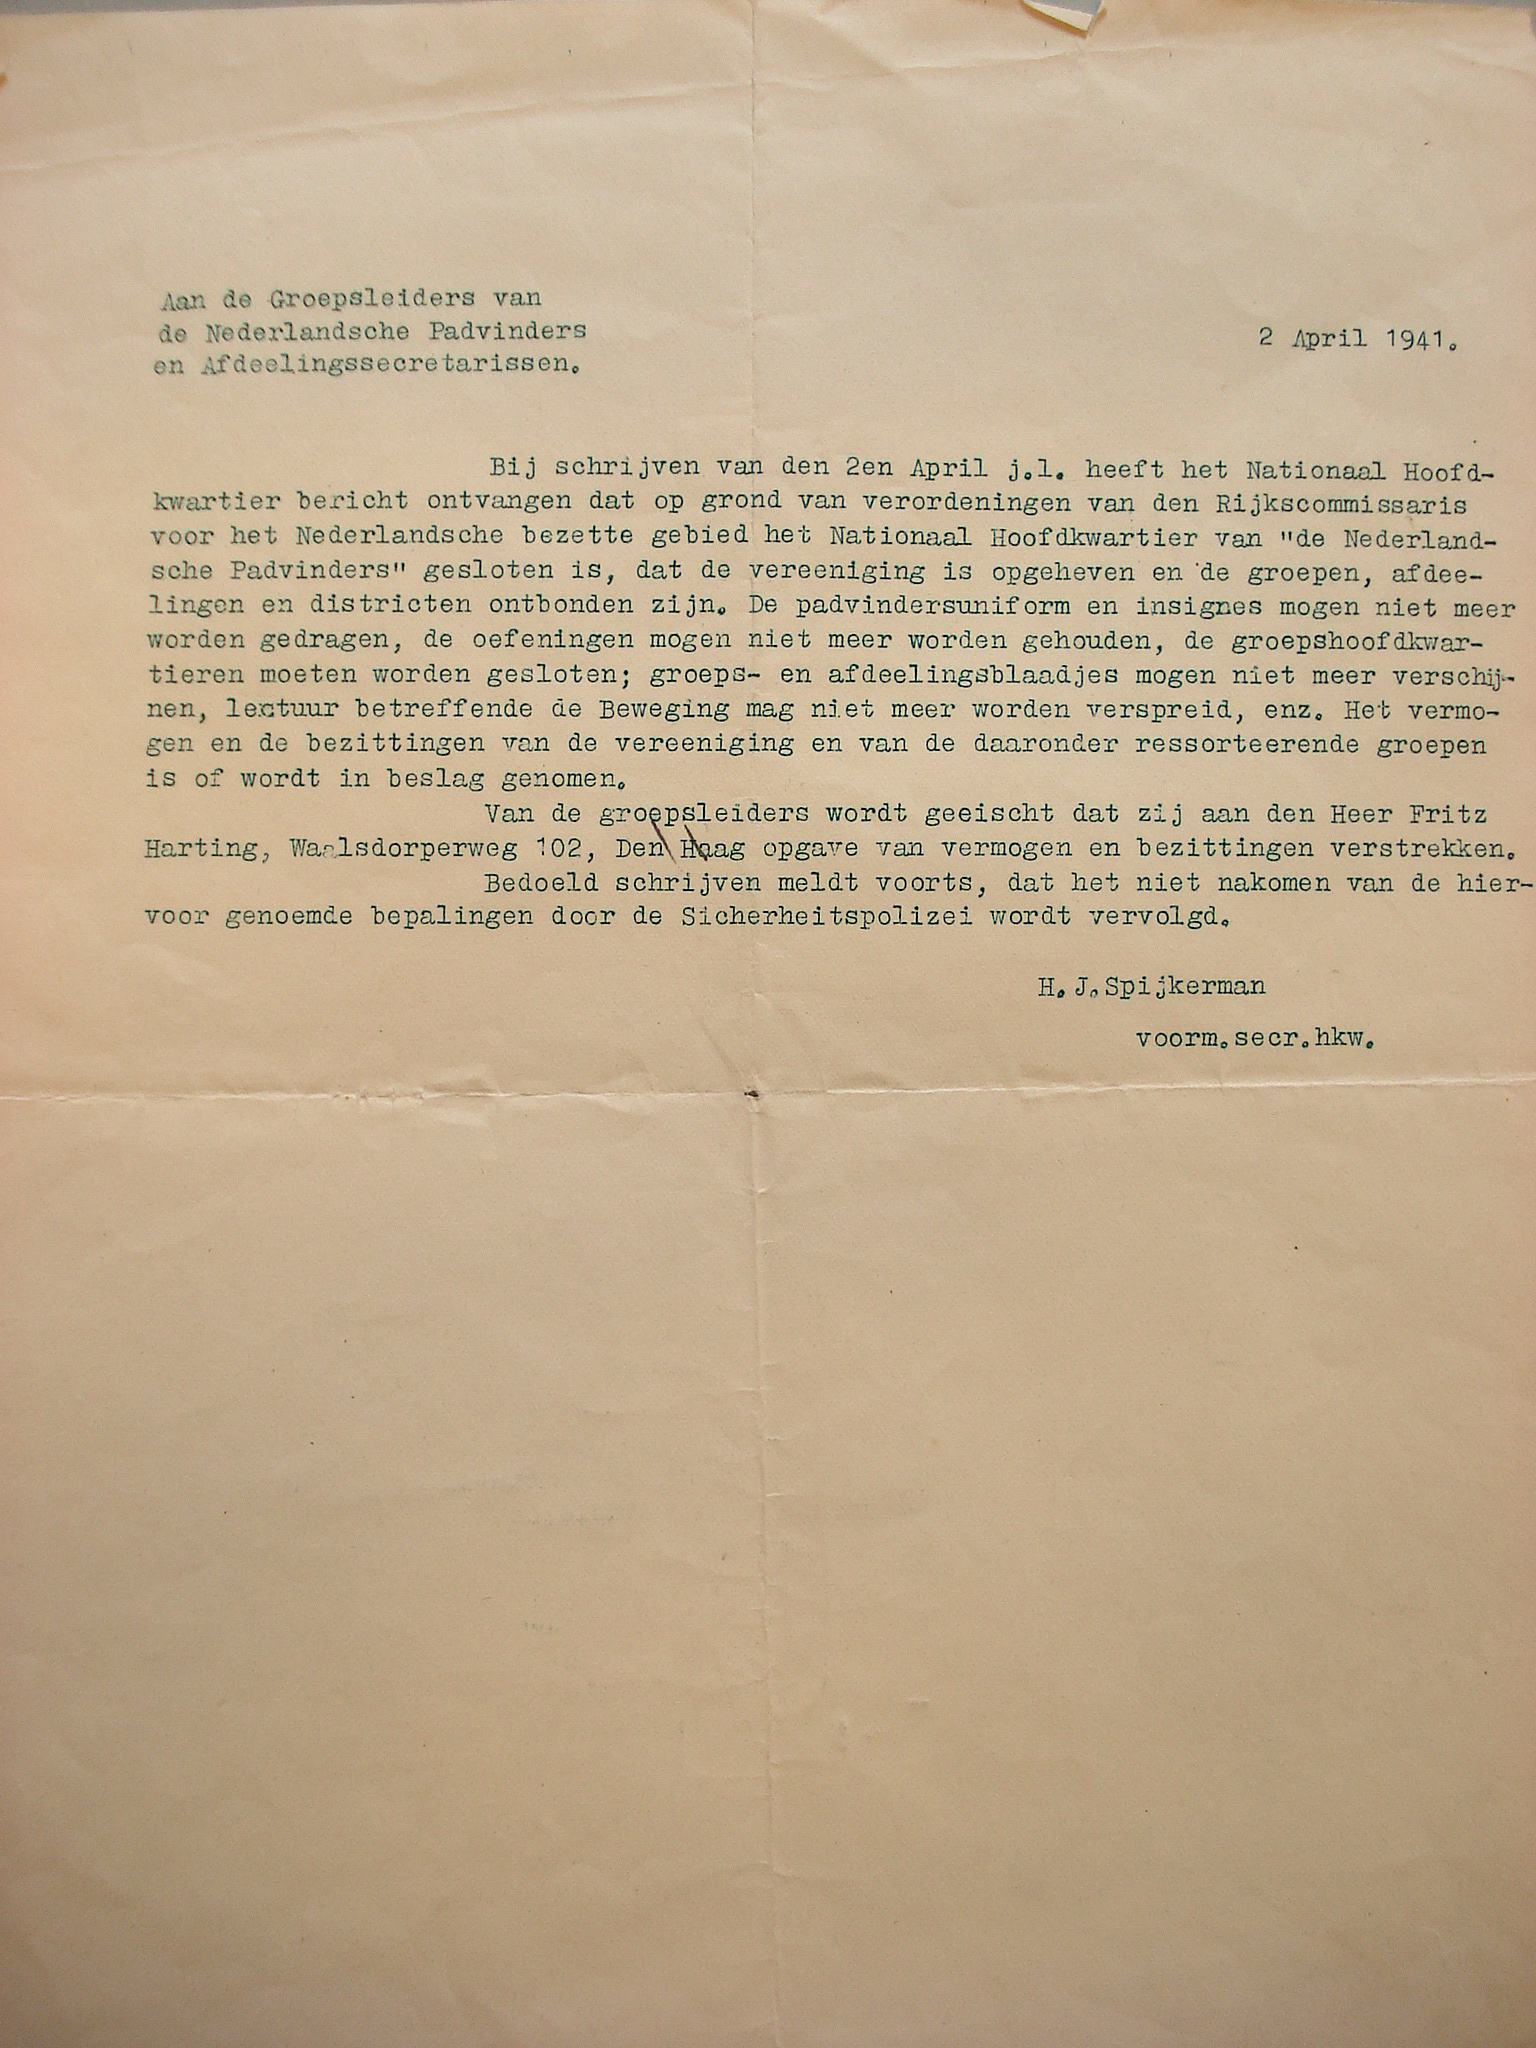 Aan de Groepsleiders van
de Nederlandsche Padvinders
en Afdeelingssecretarissen.
2 April 1941.
Bij schrijven van den 2en April j.l. heeft het Nationaal Hoofd-
kwartier bericht ontvangen dat op grond van verordeningen van den Rijkscommissaris
voor het Nederlandsche bezette gebied het Nationaal Hoofdkwartier van "de Nederland-
sche Padvinders" gesloten is, dat de vereeniging is opgeheven en de groepen, afdee-
lingen en districten ontbonden zijn. De padvindersuniform en insignes mogen niet meer
worden gedragen, de oefeningen mogen niet meer worden gehouden, de groepshoofdkwar-
tieren moeten worden gesloten; groeps- en afdeelingsblaadjes mogen niet meer verschij-
nen, lectuur betreffende de Beweging mag niet meer worden verspreid, enz. Het vermo-
gen en de bezittingen van de vereeniging en van de daaronder ressorteerende groepen
is of wordt in beslag genomen.
Van de groepsleiders wordt geeischt dat zij aan den Heer Fritz
Harting, Waalsdorperweg 102, Den Haag opgave van vermogen en bezittingen verstrekken.
Bedoeld schrijven meldt voorts, dat het niet nakomen van de hier-
voor genoemde bepalingen door de Sicherheitspolizei wordt vervolgd.
H. J. Spijkerman
voorm.secr.hkw.